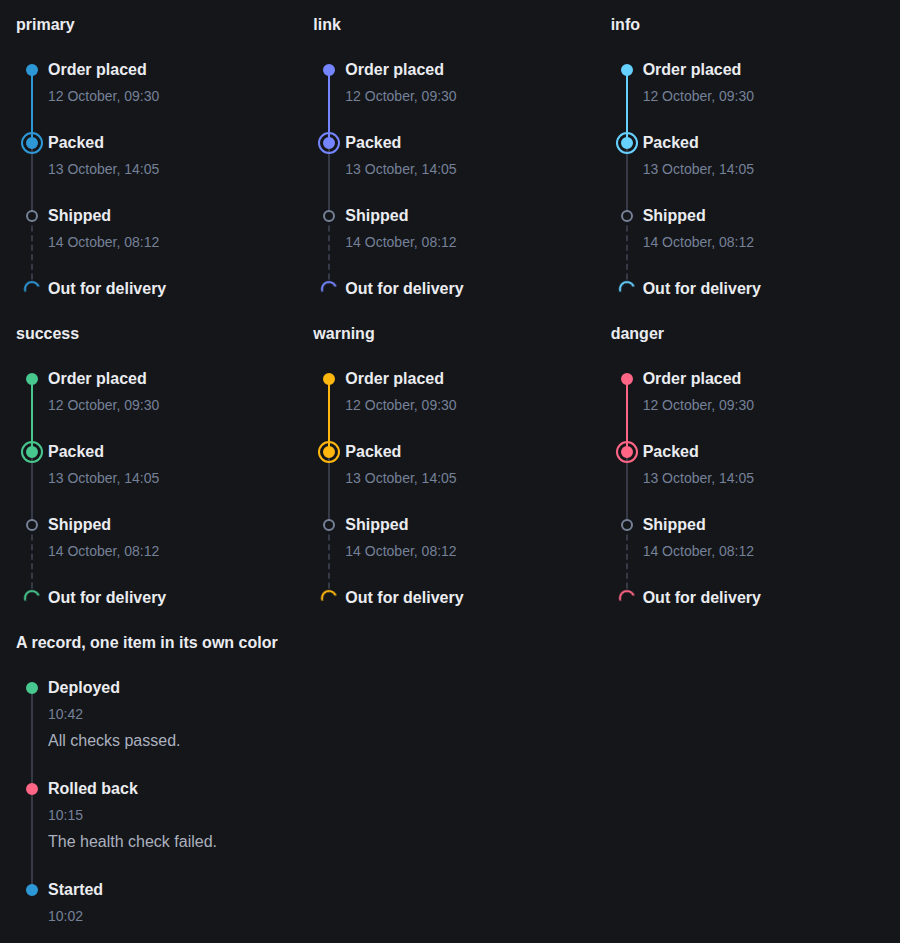 primary
Order placed
12 October, 09:30
Packed
13 October, 14:05
Shipped
14 October, 08:12
Out for delivery
link
Order placed
12 October, 09:30
Packed
13 October, 14:05
Shipped
14 October, 08:12
Out for delivery
info
Order placed
12 October, 09:30
Packed
13 October, 14:05
Shipped
14 October, 08:12
Out for delivery
success
Order placed
12 October, 09:30
Packed
13 October, 14:05
Shipped
14 October, 08:12
Out for delivery
warning
Order placed
12 October, 09:30
Packed
13 October, 14:05
Shipped
14 October, 08:12
Out for delivery
danger
Order placed
12 October, 09:30
Packed
13 October, 14:05
Shipped
14 October, 08:12
Out for delivery
A record, one item in its own color
Deployed
10:42
All checks passed.
Rolled back
10:15
The health check failed.
Started
10:02